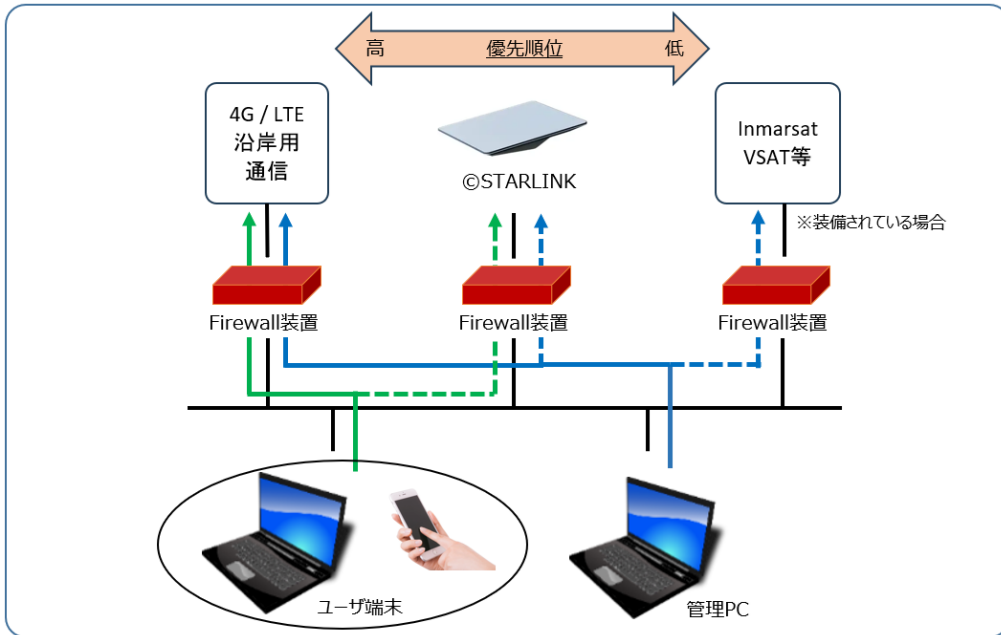 高 優先順位 低
4G / LTE
沿岸用
通信
©STARLINK
Inmarsat
VSAT等
※装備されている場合
Firewall装置
Firewall装置
Firewall装置
ユーザ端末
管理PC